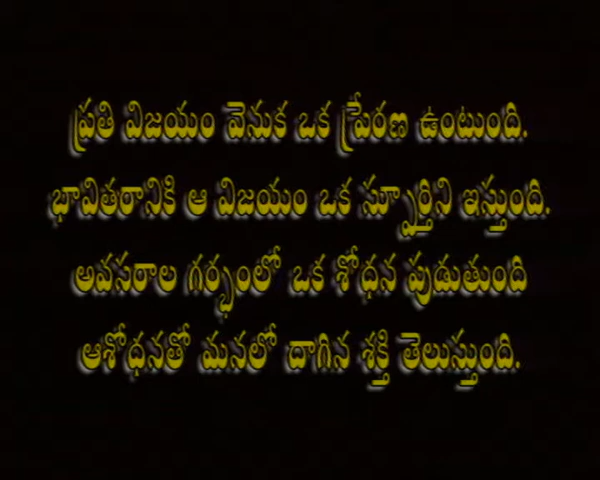 ప్రతి విజయం వెనుక ఒక ప్రేరణ ఉంటుంది.
భావితరానికి ఆ విజయం ఒక స్ఫూర్తిని ఇస్తుంది.
అవసరాల గర్భంలో ఒక శోధన పుడుతుంది
ఆశోధనతో మనలో దాగిన శక్తి తెలుస్తుంది.